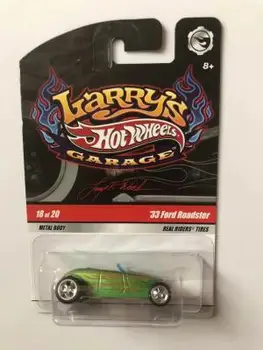 8+
Larry's
Hot Wheels
GARAGE
18 of 20 '33 Ford Roadster
METAL BODY REAL RIDERS TIRES